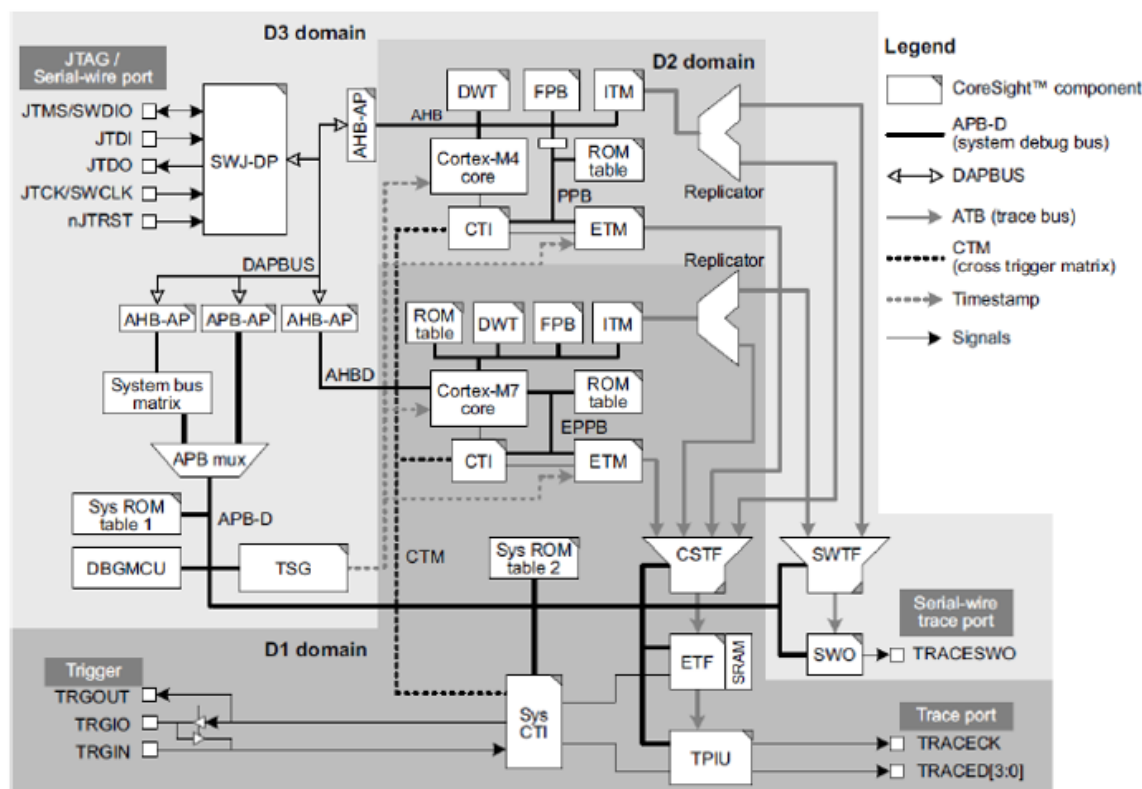 D3 domain
JTAG /
Serial-wire port
JTMS/SWDIO
JTDI
JTDO
JTCK/SWCLK
nJTRST
SWJ-DP
AHB-AP
AHB
DWT
FPB
ITM
D2 domain
Cortex-M4
core
ROM
table
PPB
CTI
ETM
Replicator
DAPBUS
AHB-AP
APB-AP
AHB-AP
System bus
matrix
APB mux
AHBD
Replicator
ROM
table
DWT
FPB
ITM
Cortex-M7
core
ROM
table
EPPB
CTI
ETM
Sys ROM
table 1
APB-D
DBGMCU
TSG
CTM
Sys ROM
table 2
CSTF
SWTF
Serial-wire
trace port
SWO
TRACESWO
D1 domain
Trigger
TRGOUT
TRGIO
TRGIN
Sys
CTI
ETF
SRAM
TPIU
Trace port
TRACECK
TRACED[3:0]
Legend
CoreSight™ component
APB-D
(system debug bus)
DAPBUS
ATB (trace bus)
CTM
(cross trigger matrix)
Timestamp
Signals